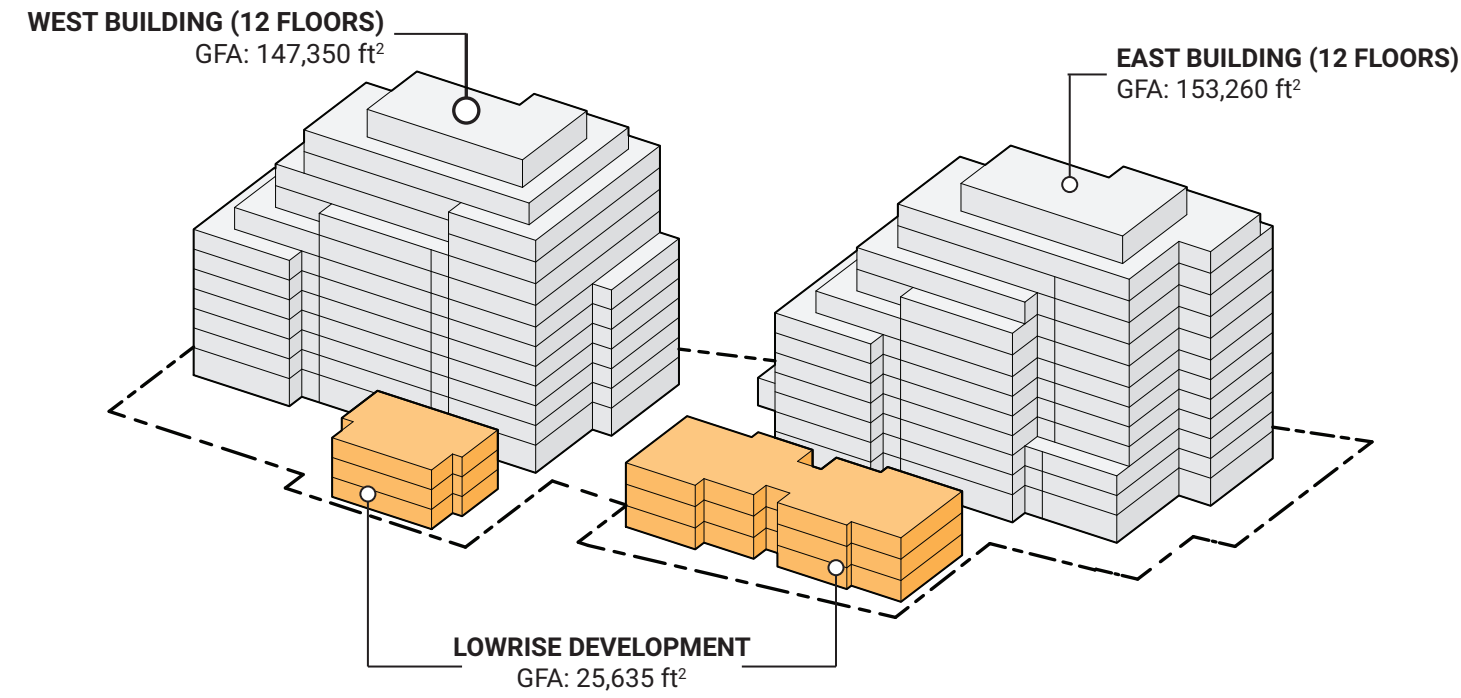 WEST BUILDING (12 FLOORS)
GFA: 147,350 ft²
EAST BUILDING (12 FLOORS)
GFA: 153,260 ft²
LOWRISE DEVELOPMENT
GFA: 25,635 ft²